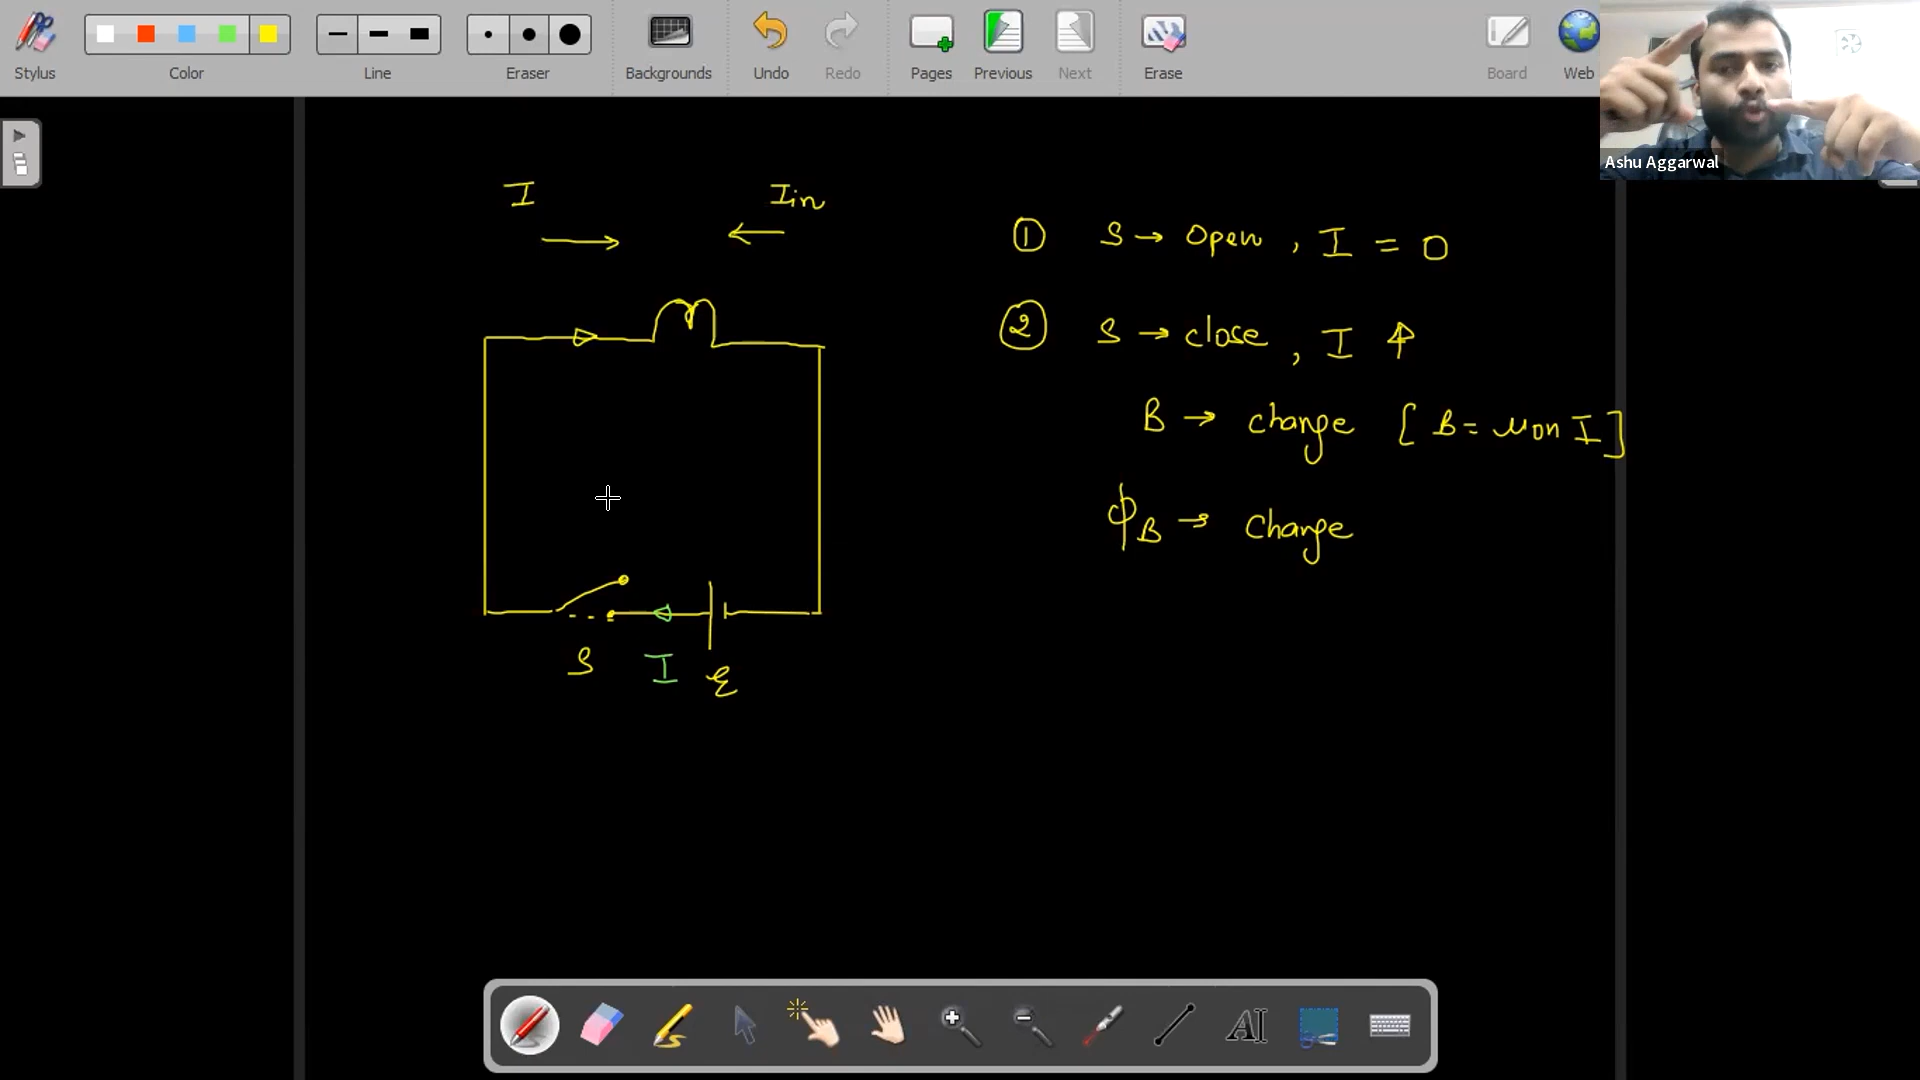 Stylus
Color
Line
Eraser
Backgrounds
Undo
Redo
Pages
Previous
Next
Erase
Board
Web
Ashu Aggarwal
I
Iin
① S → Open , I = 0
② S → close , I ↑
B → change [ B = μ0n I ]
ϕB → change
S
I
ξ
AI